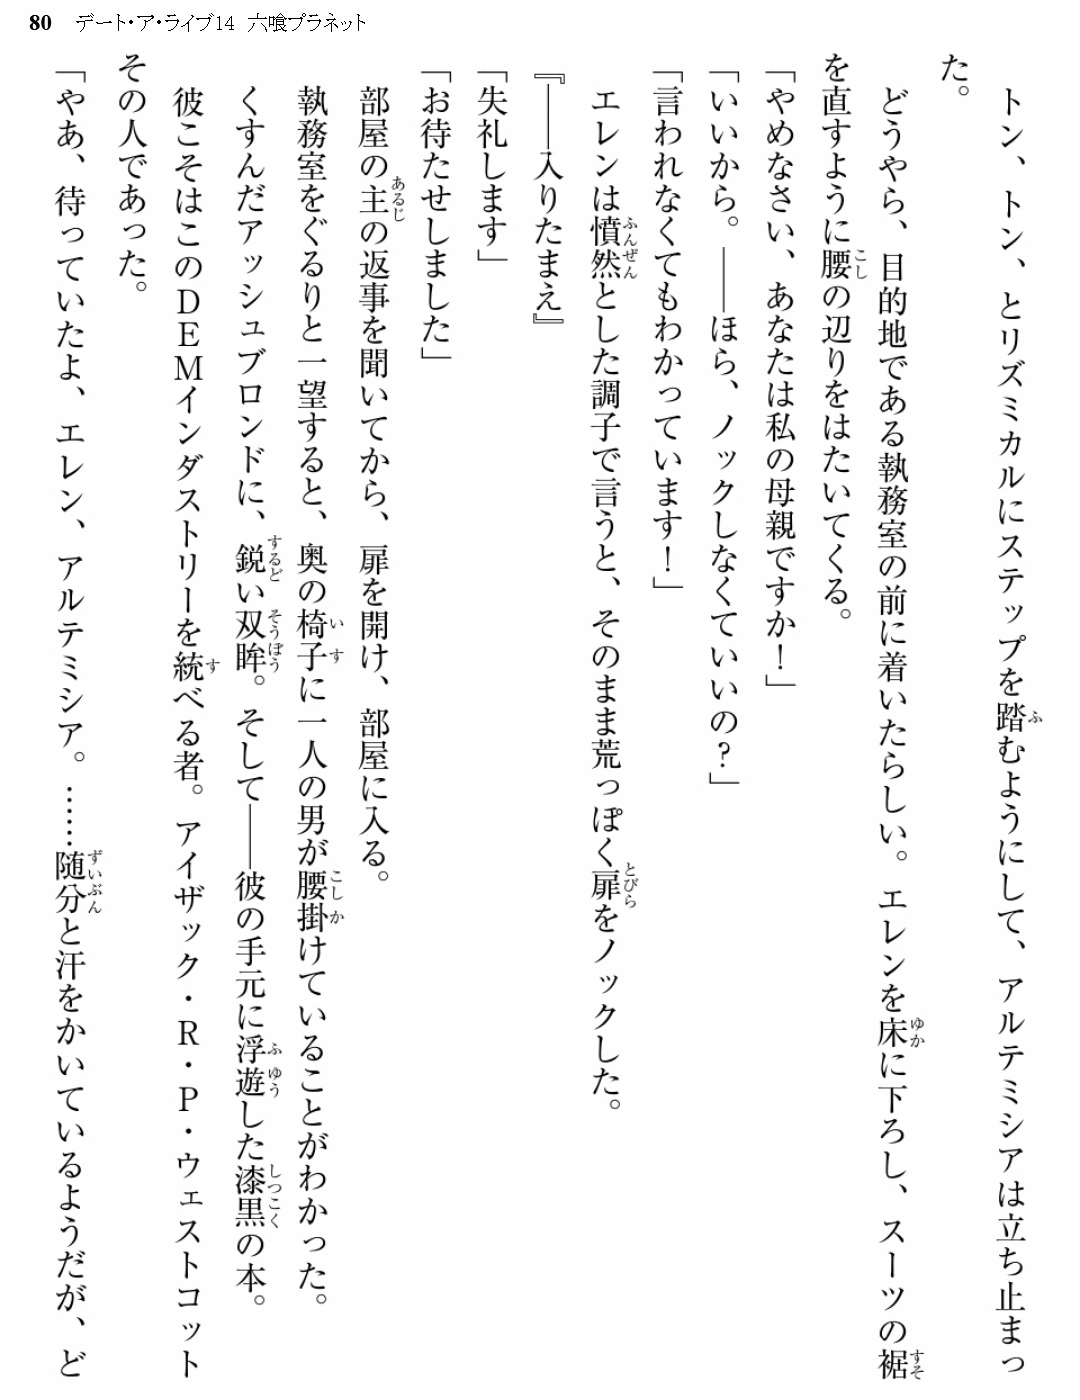 80 デート・ア・ライブ14 六喰プラネット
トン、トン、とリズミカルにステップを踏むようにして、アルテミシアは立ち止まっ
た。
どうやら、目的地である執務室の前に着いたらしい。エレンを床に下ろし、スーツの裾
を直すように腰の辺りをはたいてくる。
「やめなさい、あなたは私の母親ですか！」
「いいから。――ほら、ノックしなくていいの？」
「言われなくてもわかっています！」
エレンは憤然とした調子で言うと、そのまま荒っぽく扉をノックした。
『――入りたまえ』
「失礼します」
「お待たせしました」
部屋の主の返事を聞いてから、扉を開け、部屋に入る。
執務室をぐるりと一望すると、奥の椅子に一人の男が腰掛けていることがわかった。
くすんだアッシュブロンドに、鋭い双眸。そして――彼の手元に浮遊した漆黒の本。
彼こそはこのＤＥＭインダストリーを統べる者。アイザック・Ｒ・Ｐ・ウェストコット
その人であった。
「やあ、待っていたよ、エレン、アルテミシア。……随分と汗をかいているようだが、ど